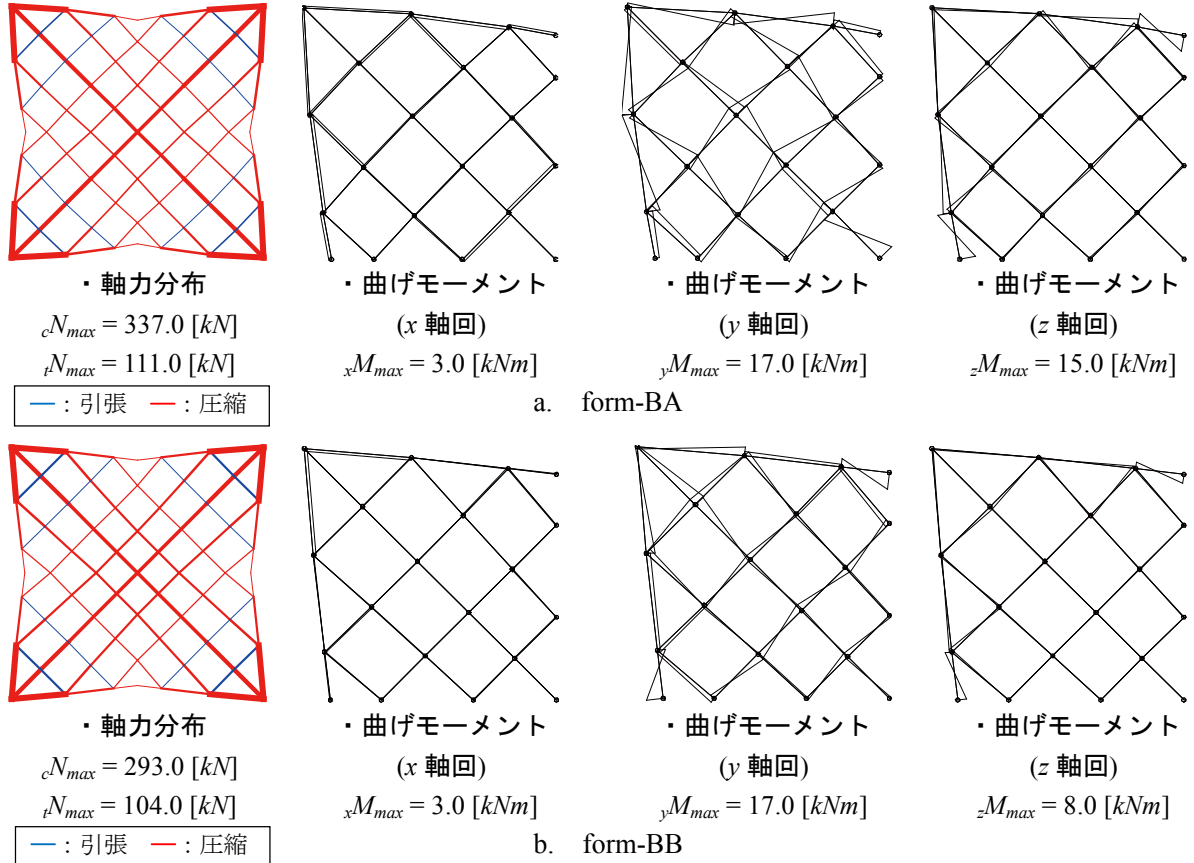 ・軸力分布 ・曲げモーメント ・曲げモーメント ・曲げモーメント
cNmax = 337.0 [kN] (x 軸回) (y 軸回) (z 軸回)
tNmax = 111.0 [kN] xMmax = 3.0 [kNm] yMmax = 17.0 [kNm] zMmax = 15.0 [kNm]
― : 引張 ― : 圧縮 a. form-BA
・軸力分布 ・曲げモーメント ・曲げモーメント ・曲げモーメント
cNmax = 293.0 [kN] (x 軸回) (y 軸回) (z 軸回)
tNmax = 104.0 [kN] xMmax = 3.0 [kNm] yMmax = 17.0 [kNm] zMmax = 8.0 [kNm]
― : 引張 ― : 圧縮 b. form-BB